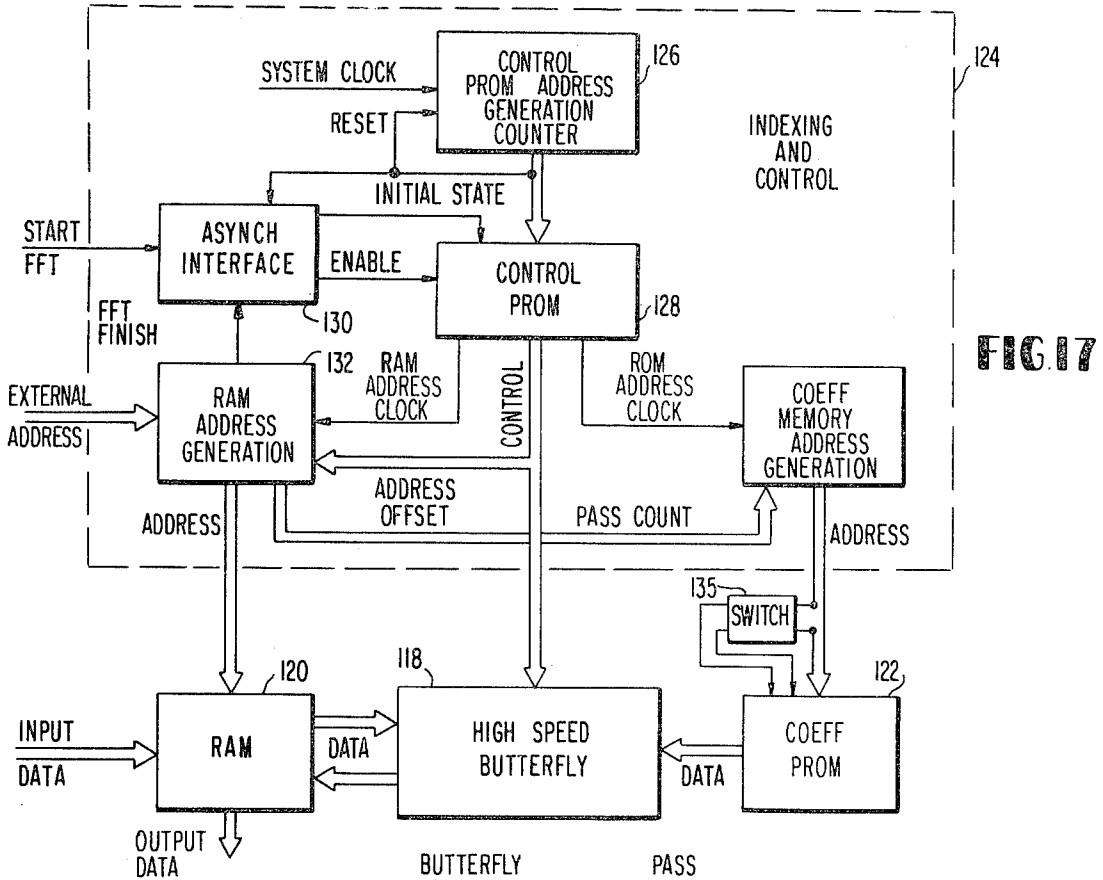 126
124
CONTROL
PROM ADDRESS
GENERATION
COUNTER
SYSTEM CLOCK
RESET
INDEXING
AND
CONTROL
INITIAL STATE
START
FFT
ASYNCH
INTERFACE
ENABLE
CONTROL
PROM
130
128
FFT
FINISH
132
FIG.17
EXTERNAL
ADDRESS
RAM
ADDRESS
GENERATION
RAM
ADDRESS
CLOCK
CONTROL
ROM
ADDRESS
CLOCK
COEFF
MEMORY
ADDRESS
GENERATION
ADDRESS
OFFSET
PASS COUNT
ADDRESS
ADDRESS
135
SWITCH
120
118
122
INPUT
DATA
RAM
DATA
HIGH SPEED
BUTTERFLY
DATA
COEFF
PROM
OUTPUT
DATA
BUTTERFLY PASS